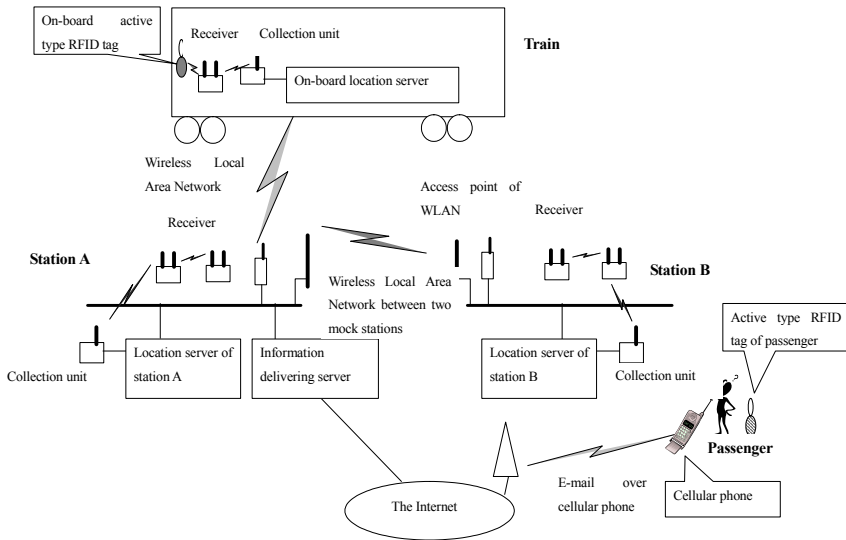 On-board active
type RFID tag
Receiver
Collection unit
Train
On-board location server
Wireless Local
Area Network
Access point of
WLAN
Receiver
Receiver
Station A
Station B
Wireless Local Area
Network between two
mock stations
Active type RFID
tag of passenger
Location server of
station A
Information
delivering server
Location server of
station B
Collection unit
Collection unit
Passenger
E-mail over
cellular phone
Cellular phone
The Internet